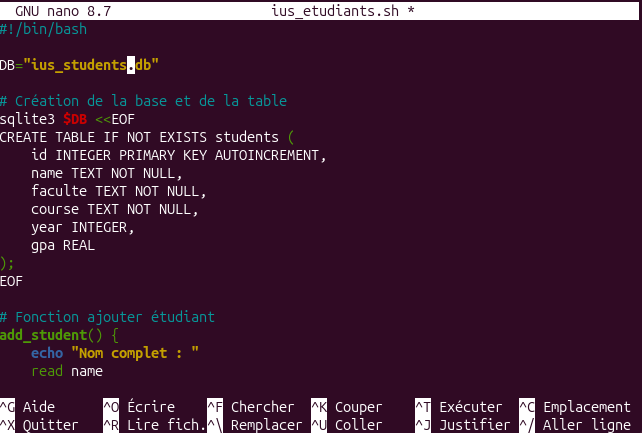 GNU nano 8.7 ius_etudiants.sh *
#!/bin/bash
DB="ius_students.db"
# Création de la base et de la table
sqlite3 $DB <<EOF
CREATE TABLE IF NOT EXISTS students (
id INTEGER PRIMARY KEY AUTOINCREMENT,
name TEXT NOT NULL,
faculte TEXT NOT NULL,
course TEXT NOT NULL,
year INTEGER,
gpa REAL
);
EOF
# Fonction ajouter étudiant
add_student() {
echo "Nom complet : "
read name
^G Aide ^O Écrire ^F Chercher ^K Couper ^T Exécuter ^C Emplacement
^X Quitter ^R Lire fich. ^\ Remplacer ^U Coller ^J Justifier ^/ Aller ligne